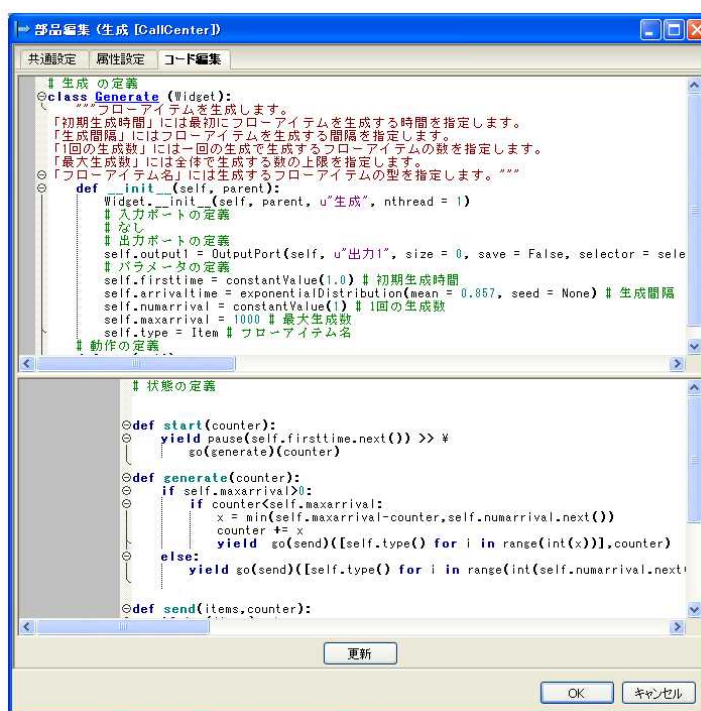 部品編集 (生成 [CallCenter])
共通設定 属性設定 コード編集
# 生成 の定義
class Generate (Widget):
"""フローアイテムを生成します。
「初期生成時間」には最初にフローアイテムを生成する時間を指定します。
「生成間隔」にはフローアイテムを生成する間隔を指定します。
「1回の生成数」には一回の生成で生成するフローアイテムの数を指定します。
「最大生成数」には全体で生成する数の上限を指定します。
「フローアイテム名」には生成するフローアイテムの型を指定します。"""
def __init__(self, parent):
Widget.__init__(self, parent, u"生成", nthread = 1)
# 入力ポートの定義
# なし
# 出力ポートの定義
self.output1 = OutputPort(self, u"出力1", size = 0, save = False, selector = sele
# パラメータの定義
self.firsttime = constantValue(1.0) # 初期生成時間
self.arrivaltime = exponentialDistribution(mean = 0.857, seed = None) # 生成間隔
self.numarrival = constantValue(1) # 1回の生成数
self.maxarrival = 1000 # 最大生成数
self.type = Item # フローアイテム名
# 動作の定義
# 状態の定義
def start(counter):
yield pause(self.firsttime.next()) >> ¥
go(generate)(counter)
def generate(counter):
if self.maxarrival>0:
if counter<self.maxarrival:
x = min(self.maxarrival-counter,self.numarrival.next())
counter += x
yield go(send)([self.type() for i in range(int(x))],counter)
else:
yield go(send)([self.type() for i in range(int(self.numarrival.next(
def send(items,counter):
更新
OK キャンセル